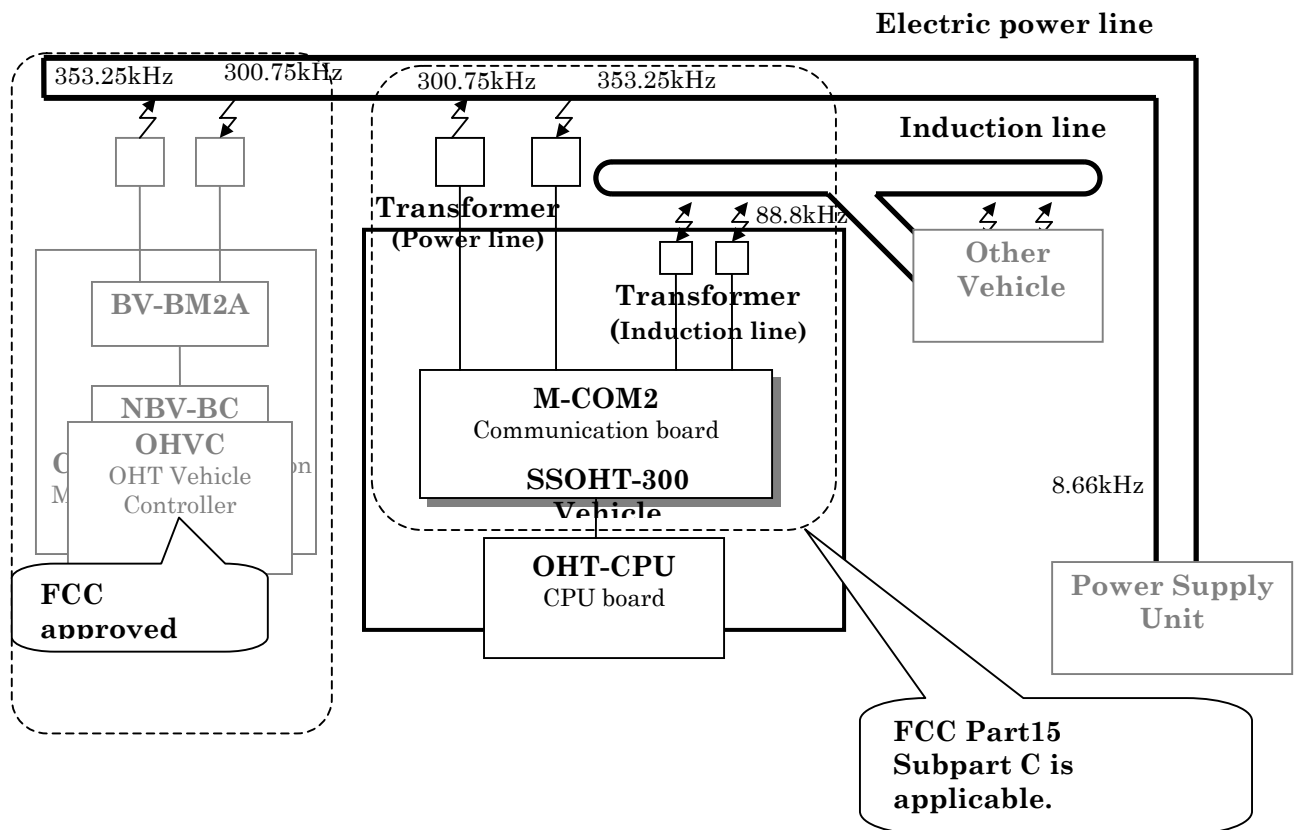 Electric power line
353.25kHz
300.75kHz
300.75kHz
353.25kHz
Induction line
Transformer
(Power line)
88.8kHz
Other
Vehicle
BV-BM2A
Transformer
(Induction line)
NBV-BC
OHVC
OHT Vehicle
Controller
M-COM2
Communication board
SSOHT-300
Vehicle
8.66kHz
OHT-CPU
CPU board
FCC
approved
Power Supply
Unit
FCC Part15
Subpart C is
applicable.